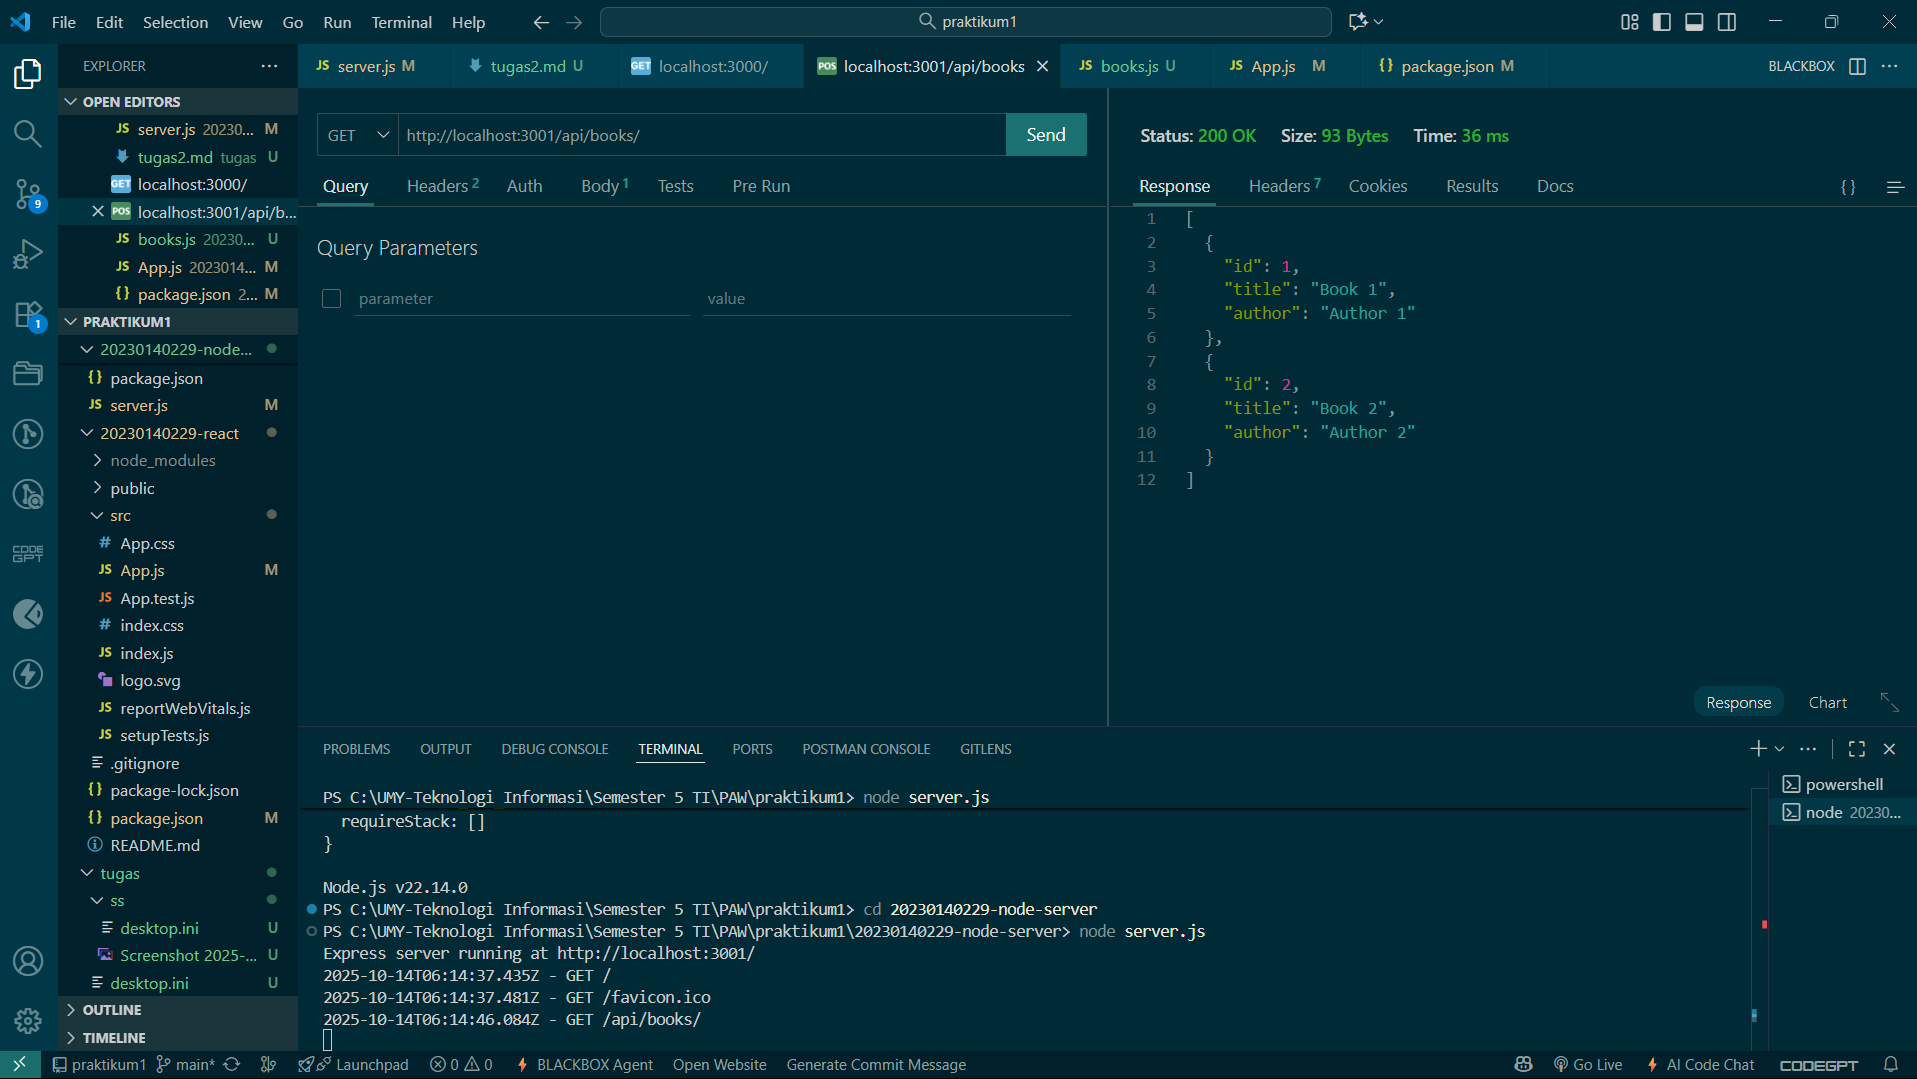 File Edit Selection View Go Run Terminal Help
praktikum1
EXPLORER
OPEN EDITORS
JS server.js 20230... M
tugas2.md tugas U
GET localhost:3000/
POS localhost:3001/api/b...
JS books.js 20230... U
JS App.js 2023014... M
{} package.json 2... M
PRAKTIKUM1
20230140229-node...
{} package.json
JS server.js M
20230140229-react
node_modules
public
src
# App.css
JS App.js M
JS App.test.js
# index.css
JS index.js
logo.svg
JS reportWebVitals.js
JS setupTests.js
.gitignore
{} package-lock.json
{} package.json M
README.md
tugas
ss
desktop.ini U
Screenshot 2025-... U
desktop.ini U
OUTLINE
TIMELINE
9
1
CODE
GPT
JS server.js M
tugas2.md U
GET localhost:3000/
POS localhost:3001/api/books
JS books.js U
JS App.js M
{} package.json M
BLACKBOX
GET http://localhost:3001/api/books/ Send
Query Headers 2 Auth Body 1 Tests Pre Run
Query Parameters
parameter value
Status: 200 OK Size: 93 Bytes Time: 36 ms
Response Headers 7 Cookies Results Docs {}
1 [
2 {
3 "id": 1,
4 "title": "Book 1",
5 "author": "Author 1"
6 },
7 {
8 "id": 2,
9 "title": "Book 2",
10 "author": "Author 2"
11 }
12 ]
Response Chart
PROBLEMS OUTPUT DEBUG CONSOLE TERMINAL PORTS POSTMAN CONSOLE GITLENS
PS C:\UMY-Teknologi Informasi\Semester 5 TI\PAW\praktikum1> node server.js
requireStack: []
}
Node.js v22.14.0
PS C:\UMY-Teknologi Informasi\Semester 5 TI\PAW\praktikum1> cd 20230140229-node-server
PS C:\UMY-Teknologi Informasi\Semester 5 TI\PAW\praktikum1\20230140229-node-server> node server.js
Express server running at http://localhost:3001/
2025-10-14T06:14:37.435Z - GET /
2025-10-14T06:14:37.481Z - GET /favicon.ico
2025-10-14T06:14:46.084Z - GET /api/books/
powershell
node 20230...
praktikum1 main* Launchpad 0 0 BLACKBOX Agent Open Website Generate Commit Message Go Live AI Code Chat CODEGPT